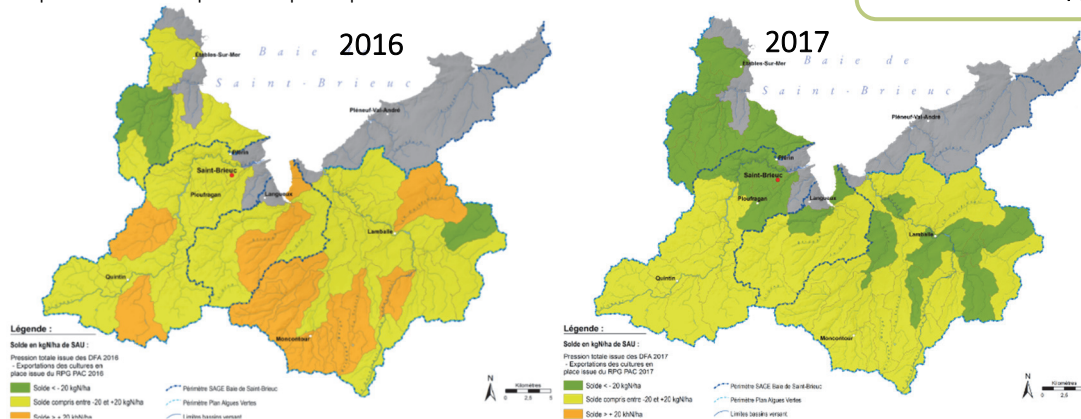 2016
Baie
Saint-Brieuc
Étables-Sur-Mer
Pléneuf-Val-André
Saint-Brieuc
Ploufragan
Langueux
Lamballe
Quintin
Moncontour
Légende :
Solde en kgN/ha de SAU :
Pression totale issue des DFA 2016
- Exportations des cultures en
place issue du RPG PAC 2016
Solde < - 20 kgN/ha
Solde compris entre -20 et +20 kgN/ha
Solde > + 20 kgN/ha
Périmètre SAGE Baie de Saint-Brieuc
Périmètre Plan Algues Vertes
Limites bassins versant
N
Kilomètres
0 2,5 5
2017
Baie de
Saint-Brieuc
Étables-Sur-Mer
Pléneuf-Val-André
Saint-Brieuc
Ploufragan
Langueux
Lamballe
Quintin
Moncontour
Légende :
Solde en kgN/ha de SAU :
Pression totale issue des DFA 2017
- Exportations des cultures en
place issue du RPG PAC 2017
Solde < - 20 kgN/ha
Solde compris entre -20 et +20 kgN/ha
Solde > + 20 khN/ha
Périmètre SAGE Baie de Saint-Brieuc
Périmètre Plan Algues Vertes
Limites bassins versant
N
Kilomètres
0 2,5